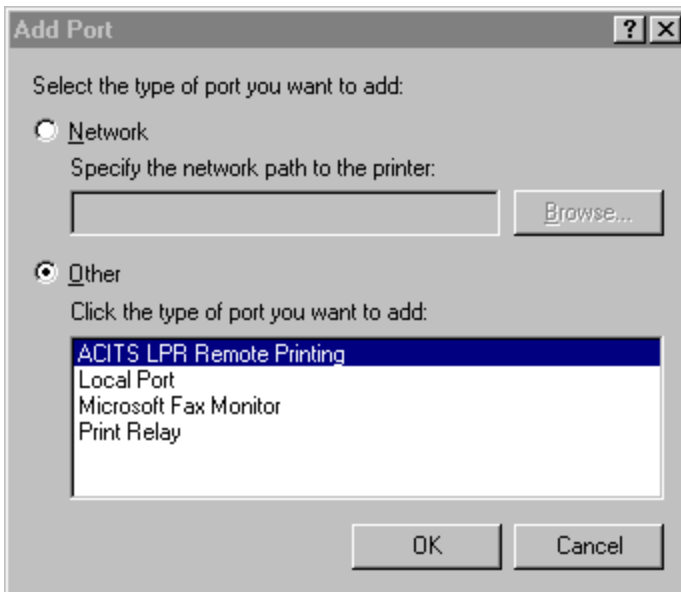 Add Port
Select the type of port you want to add:
Network
Specify the network path to the printer:
Browse...
Other
Click the type of port you want to add:
ACITS LPR Remote Printing
Local Port
Microsoft Fax Monitor
Print Relay
OK Cancel